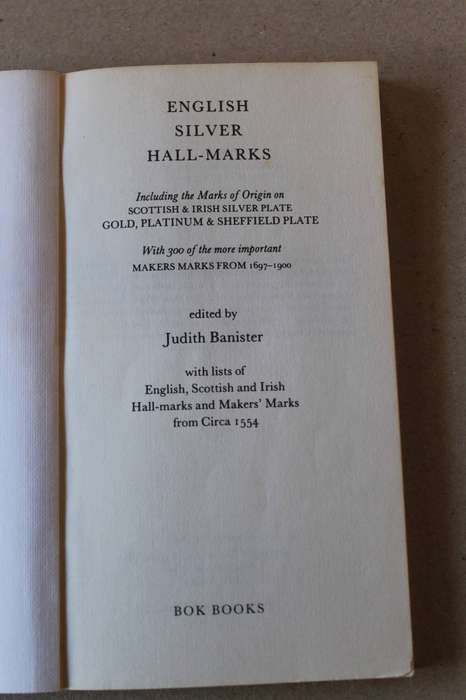 ENGLISH
SILVER
HALL-MARKS
Including the Marks of Origin on
SCOTTISH & IRISH SILVER PLATE
GOLD, PLATINUM & SHEFFIELD PLATE
With 300 of the more important
MAKERS MARKS FROM 1697–1900
edited by
Judith Banister
with lists of
English, Scottish and Irish
Hall-marks and Makers' Marks
from Circa 1554
BOK BOOKS